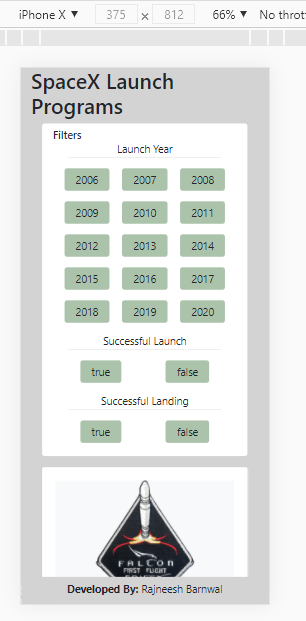 iPhone X ▼ 375 x 812 66% ▼ No thrott
SpaceX Launch
Programs
Filters
Launch Year
2006 2007 2008
2009 2010 2011
2012 2013 2014
2015 2016 2017
2018 2019 2020
Successful Launch
true false
Successful Landing
true false
FALCON
FIRST FLIGHT
Developed By: Rajneesh Barnwal